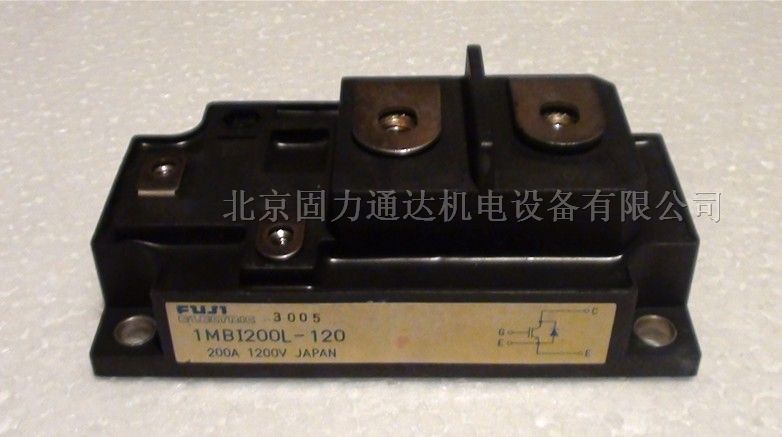 北京固力通达机电设备有限公司
FUJI
ELECTRIC 3005
1MBI200L-120
200A 1200V JAPAN
C
G
E
E